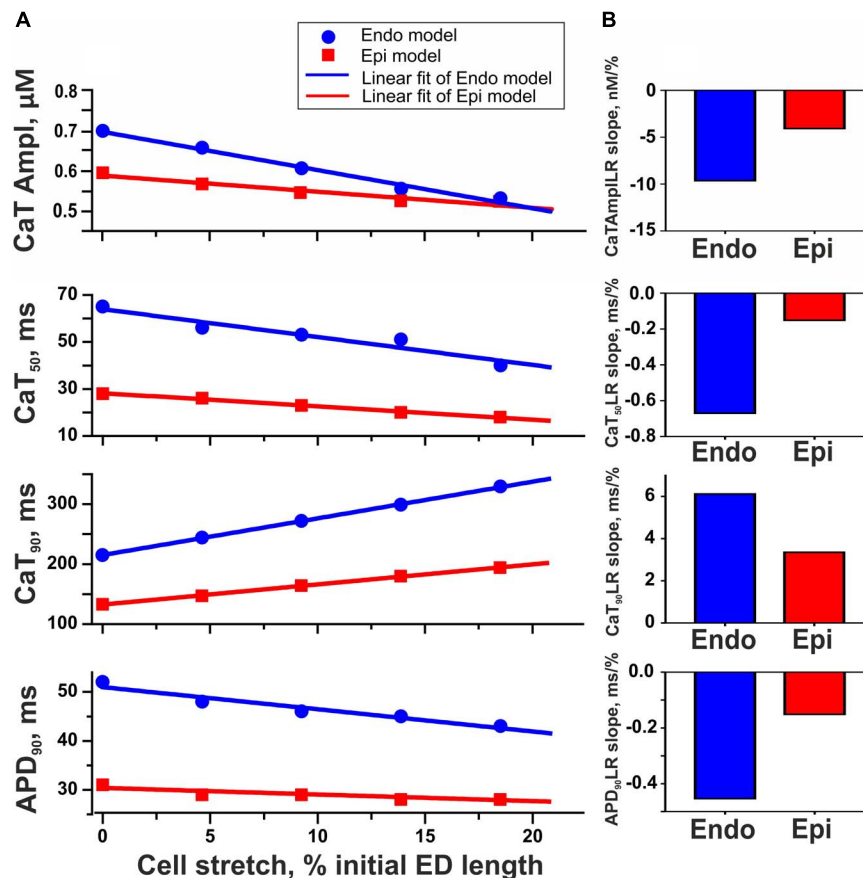 A
B
Endo model
Epi model
Linear fit of Endo model
Linear fit of Epi model
CaT Ampl, µM
0.8
0.7
0.6
0.5
CaT50, ms
70
50
30
10
CaT90, ms
300
200
100
APD90, ms
50
40
30
0 5 10 15 20
Cell stretch, % initial ED length
CaTAmplLR slope, nM/%
0
-5
-10
-15
Endo Epi
CaT50LR slope, ms/%
0.0
-0.2
-0.4
-0.6
-0.8
Endo Epi
CaT90LR slope, ms/%
6
4
2
0
Endo Epi
APD90LR slope, ms/%
0.0
-0.2
-0.4
Endo Epi